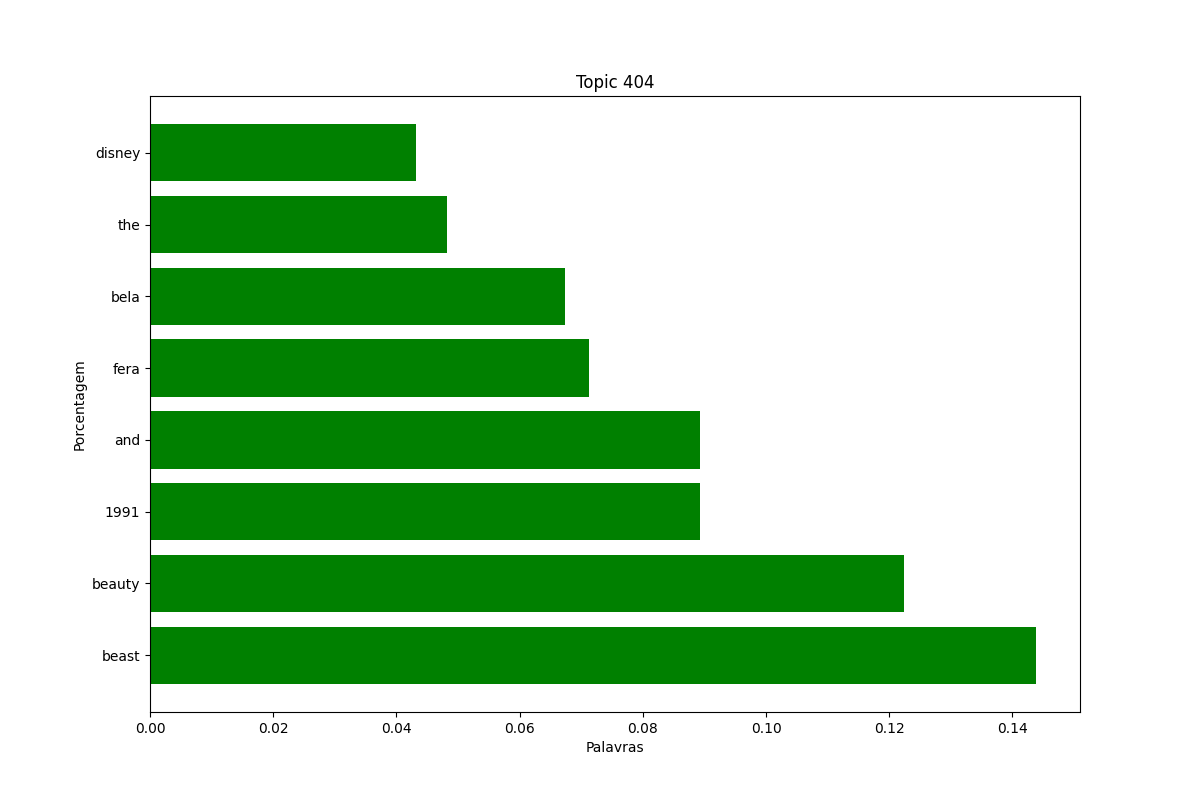 Topic 404
disney
the
bela
fera
and
1991
beauty
beast
Porcentagem
0.00 0.02 0.04 0.06 0.08 0.10 0.12 0.14
Palavras